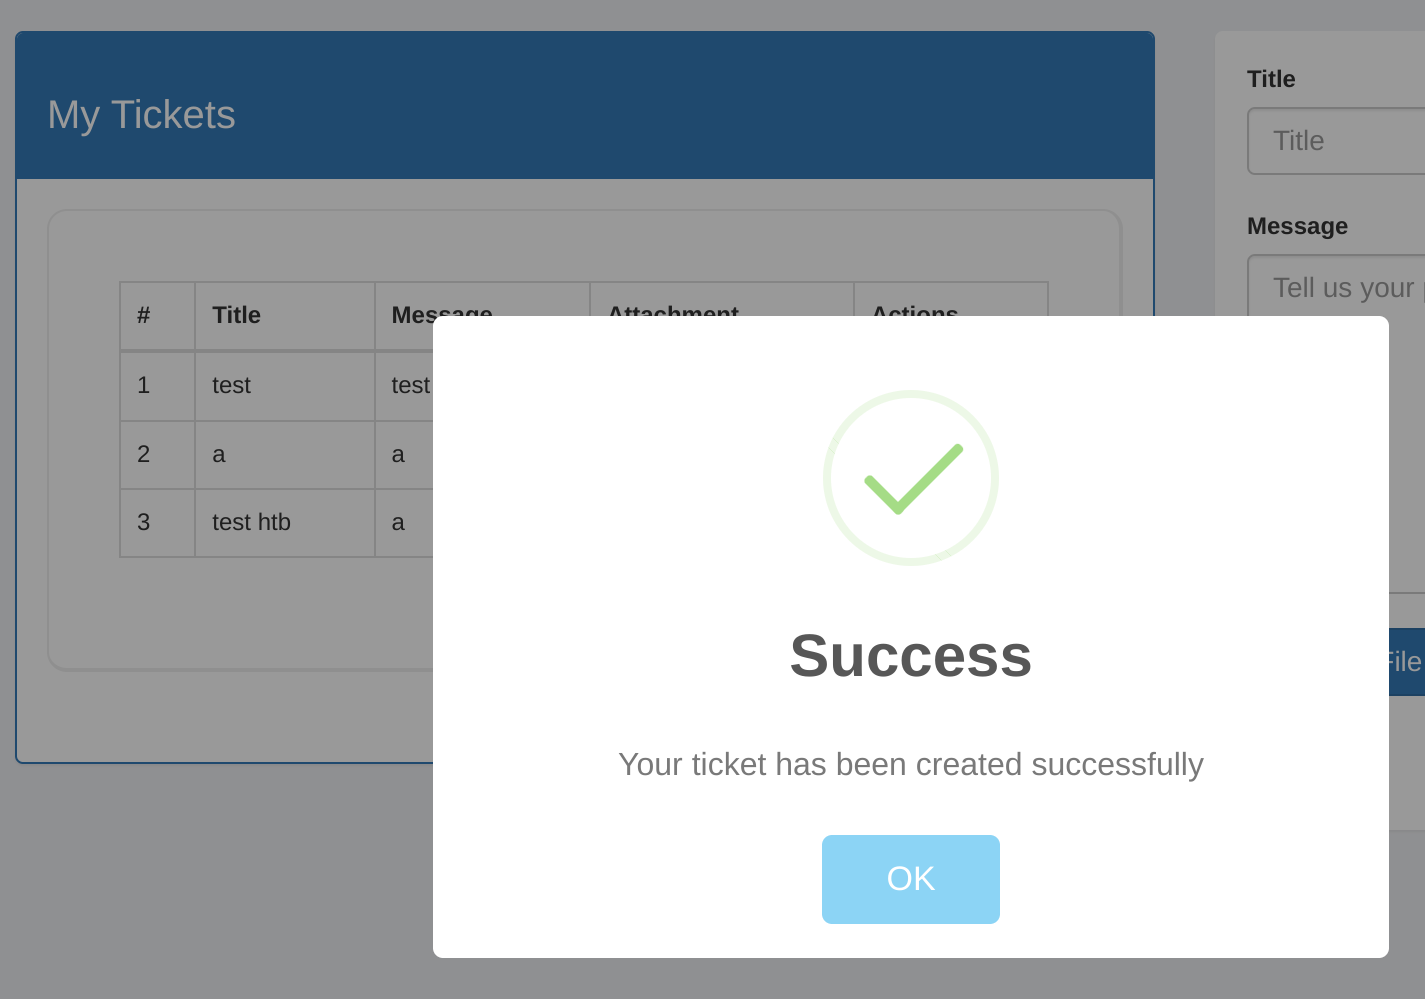 My Tickets
Title
Title
Message
Tell us your
# Title Message Attachment Actions
1 test test
2 a a
3 test htb a
Success
Your ticket has been created successfully
OK
File